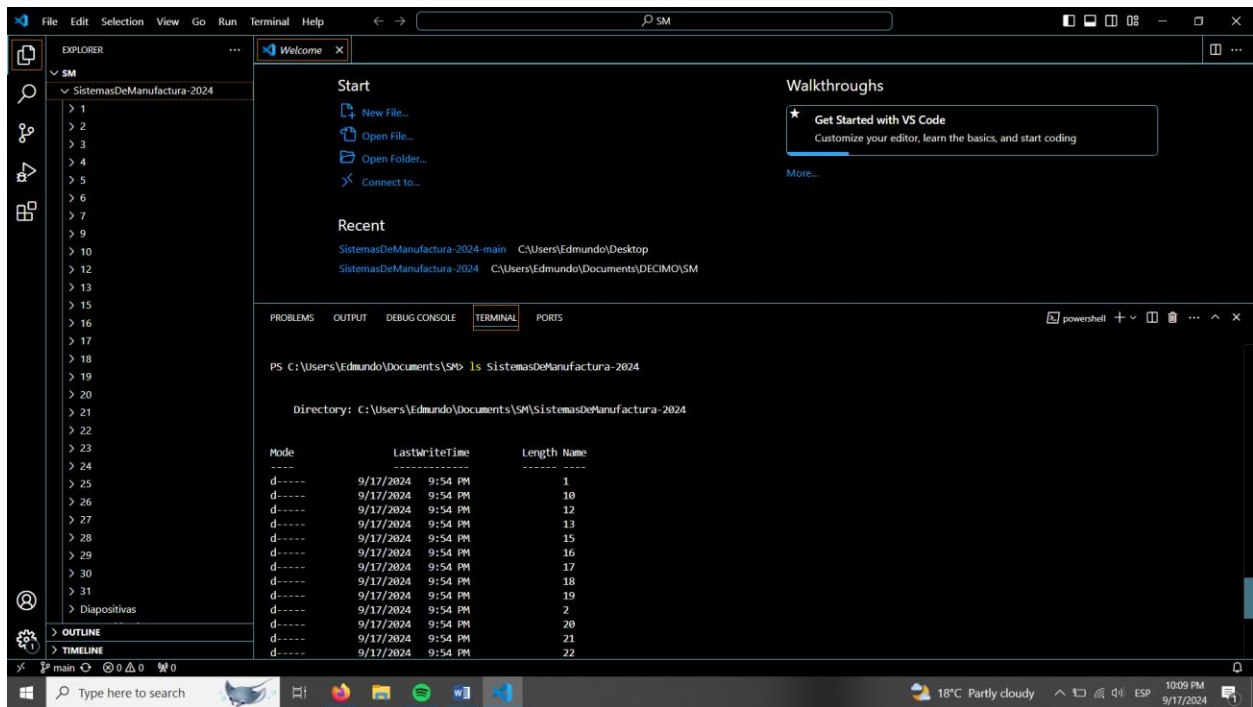 File Edit Selection View Go Run Terminal Help
SM
EXPLORER
Welcome
SM
SistemasDeManufactura-2024
1
2
3
4
5
6
7
9
10
12
13
15
16
17
18
19
20
21
22
23
24
25
26
27
28
29
30
31
Diapositivas
OUTLINE
TIMELINE
Start
New File...
Open File...
Open Folder...
Connect to...
Recent
SistemasDeManufactura-2024-main C:\Users\Edmundo\Desktop
SistemasDeManufactura-2024 C:\Users\Edmundo\Documents\DECIMO\SM
Walkthroughs
Get Started with VS Code
Customize your editor, learn the basics, and start coding
More...
PROBLEMS OUTPUT DEBUG CONSOLE TERMINAL PORTS
powershell
PS C:\Users\Edmundo\Documents\SM> ls SistemasDeManufactura-2024
Directory: C:\Users\Edmundo\Documents\SM\SistemasDeManufactura-2024
Mode LastWriteTime Length Name
---- ------------- ------ ----
d----- 9/17/2024 9:54 PM 1
d----- 9/17/2024 9:54 PM 10
d----- 9/17/2024 9:54 PM 12
d----- 9/17/2024 9:54 PM 13
d----- 9/17/2024 9:54 PM 15
d----- 9/17/2024 9:54 PM 16
d----- 9/17/2024 9:54 PM 17
d----- 9/17/2024 9:54 PM 18
d----- 9/17/2024 9:54 PM 19
d----- 9/17/2024 9:54 PM 2
d----- 9/17/2024 9:54 PM 20
d----- 9/17/2024 9:54 PM 21
d----- 9/17/2024 9:54 PM 22
main 0 0 0
Type here to search
18°C Partly cloudy
ESP
10:09 PM
9/17/2024